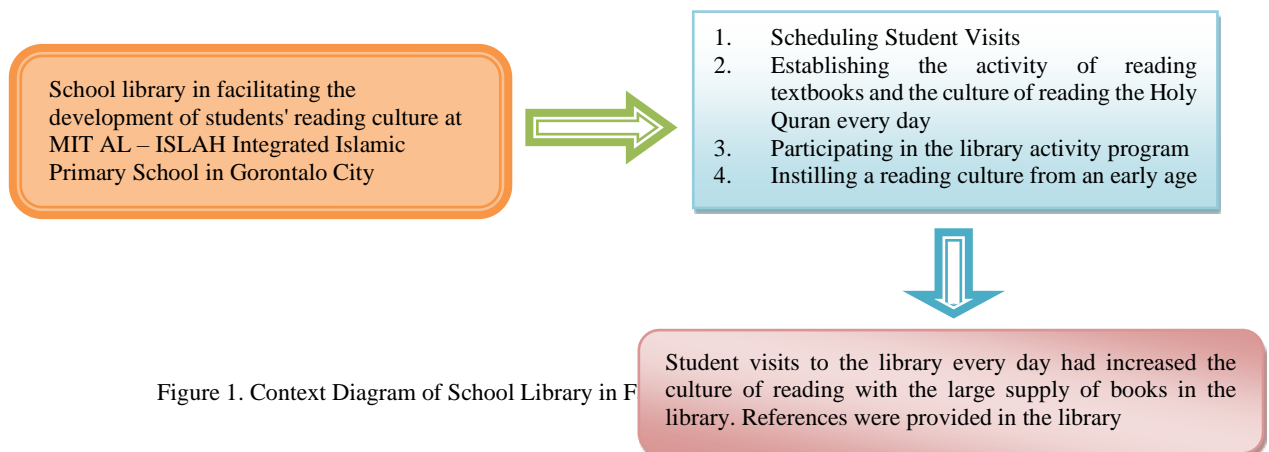 School library in facilitating the
development of students' reading culture at
MIT AL – ISLAH Integrated Islamic
Primary School in Gorontalo City
1. Scheduling Student Visits
2. Establishing the activity of reading
textbooks and the culture of reading the Holy
Quran every day
3. Participating in the library activity program
4. Instilling a reading culture from an early age
Student visits to the library every day had increased the
culture of reading with the large supply of books in the
library. References were provided in the library
Figure 1. Context Diagram of School Library in F